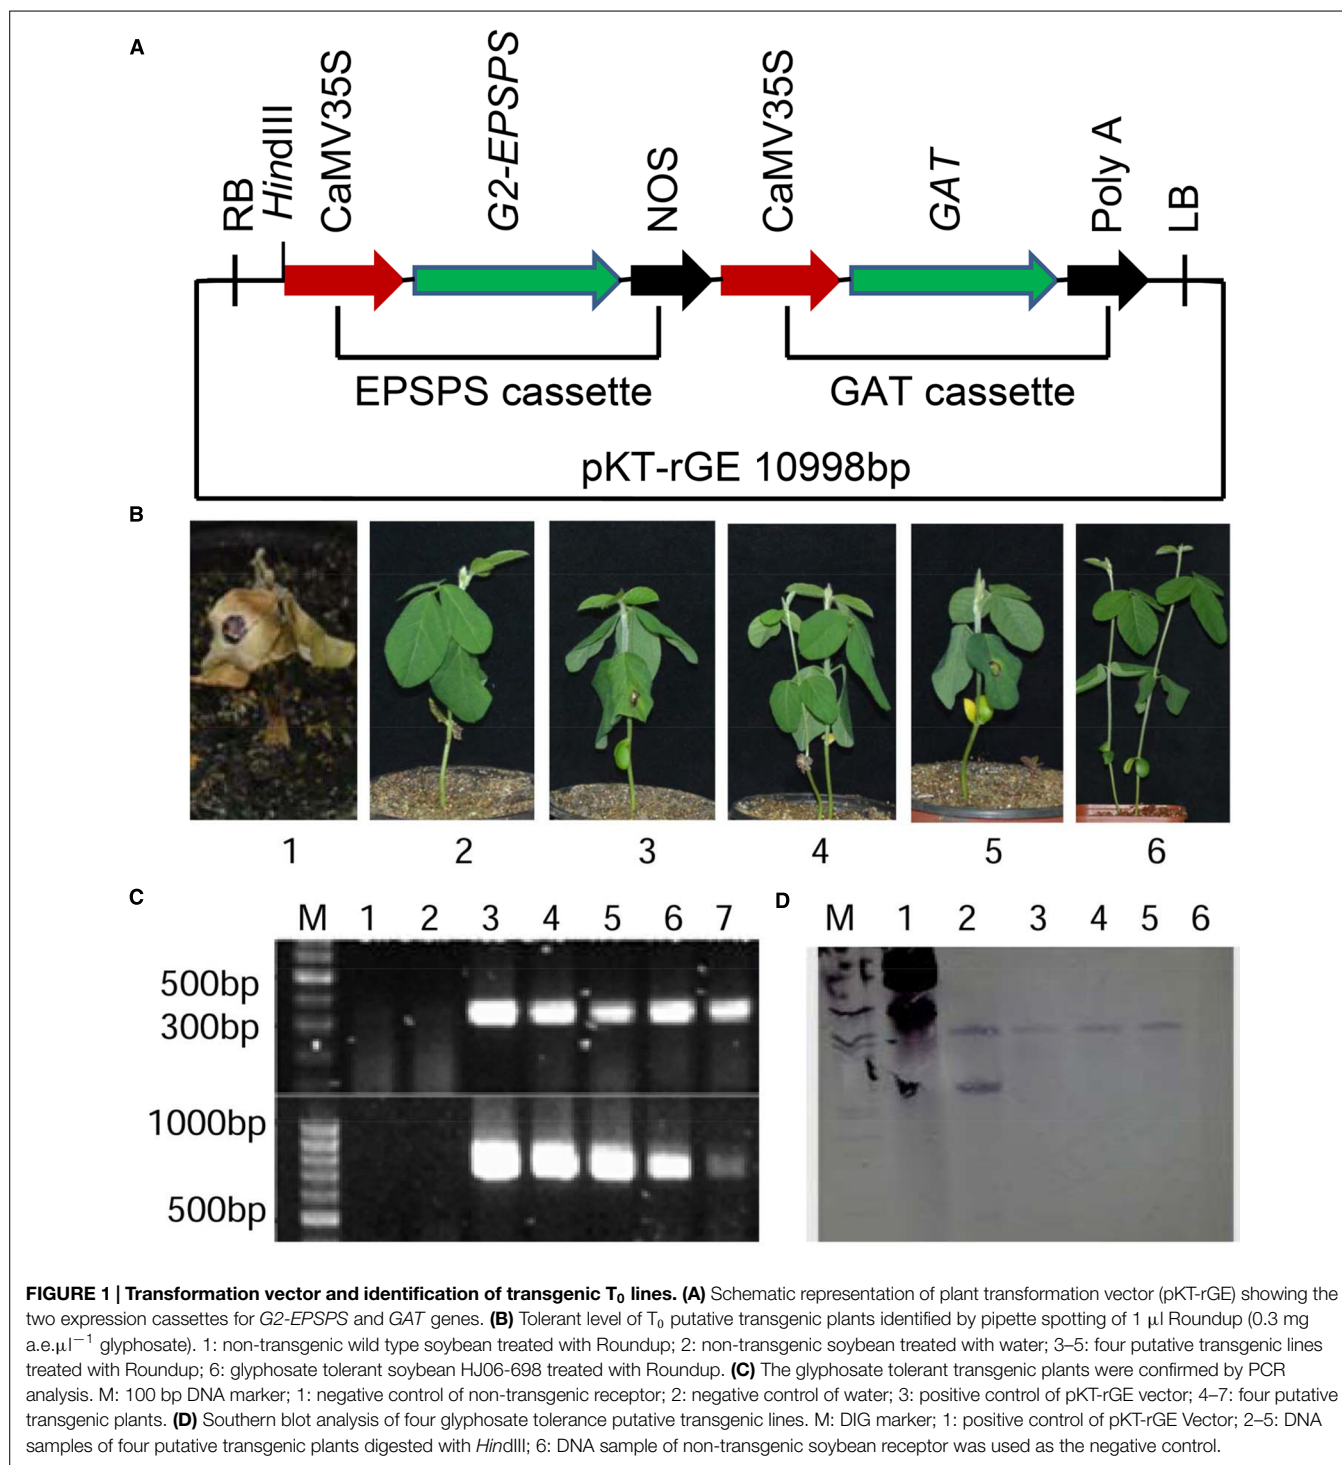 A
RB
HindIII
CaMV35S
G2-EPSPS
NOS
CaMV35S
GAT
Poly A
LB
EPSPS cassette
GAT cassette
pKT-rGE 10998bp
B
1 2 3 4 5 6
C
M 1 2 3 4 5 6 7
500bp
300bp
1000bp
500bp
D
M 1 2 3 4 5 6
FIGURE 1 | Transformation vector and identification of transgenic T0 lines. (A) Schematic representation of plant transformation vector (pKT-rGE) showing the
two expression cassettes for G2-EPSPS and GAT genes. (B) Tolerant level of T0 putative transgenic plants identified by pipette spotting of 1 μl Roundup (0.3 mg
a.e.μl−1 glyphosate). 1: non-transgenic wild type soybean treated with Roundup; 2: non-transgenic soybean treated with water; 3–5: four putative transgenic lines
treated with Roundup; 6: glyphosate tolerant soybean HJ06-698 treated with Roundup. (C) The glyphosate tolerant transgenic plants were confirmed by PCR
analysis. M: 100 bp DNA marker; 1: negative control of non-transgenic receptor; 2: negative control of water; 3: positive control of pKT-rGE vector; 4–7: four putative
transgenic plants. (D) Southern blot analysis of four glyphosate tolerance putative transgenic lines. M: DIG marker; 1: positive control of pKT-rGE Vector; 2–5: DNA
samples of four putative transgenic plants digested with HindIII; 6: DNA sample of non-transgenic soybean receptor was used as the negative control.